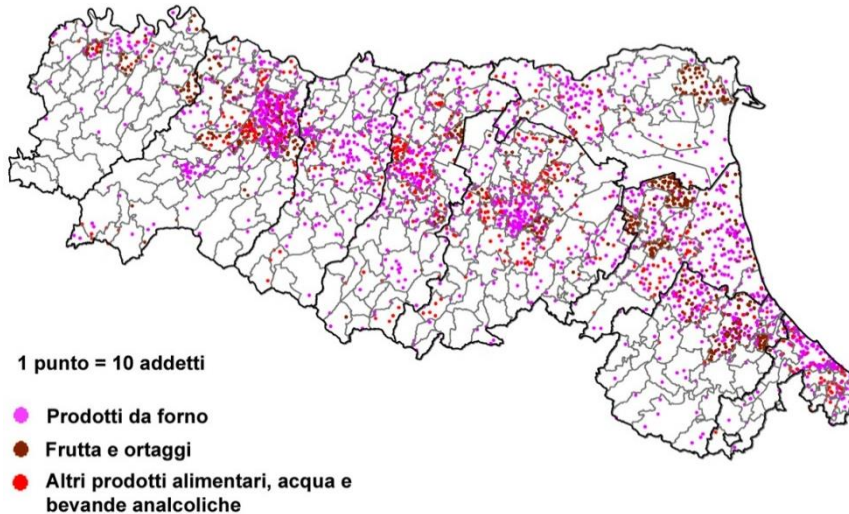 1 punto = 10 addetti
Prodotti da forno
Frutta e ortaggi
Altri prodotti alimentari, acqua e
bevande analcoliche